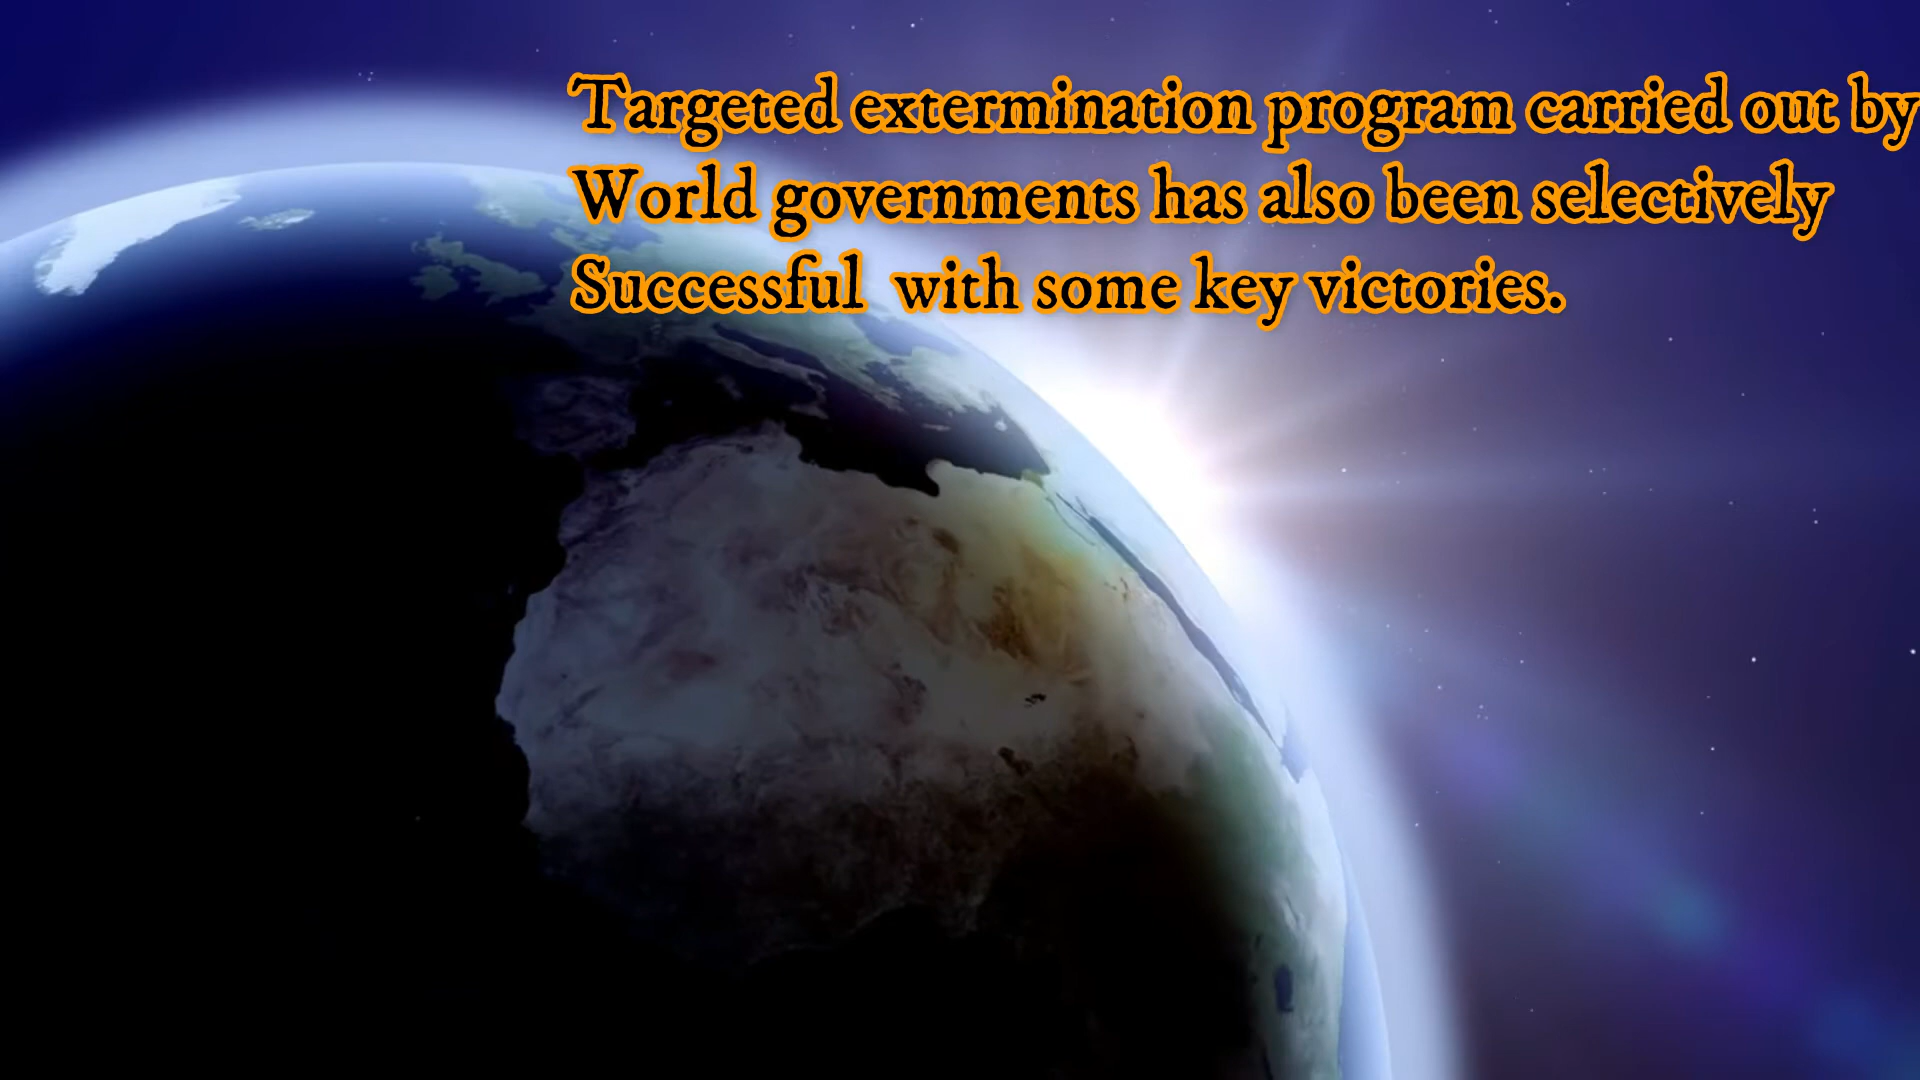 Targeted extermination program carried out by
World governments has also been selectively
Successful  with some key victories.